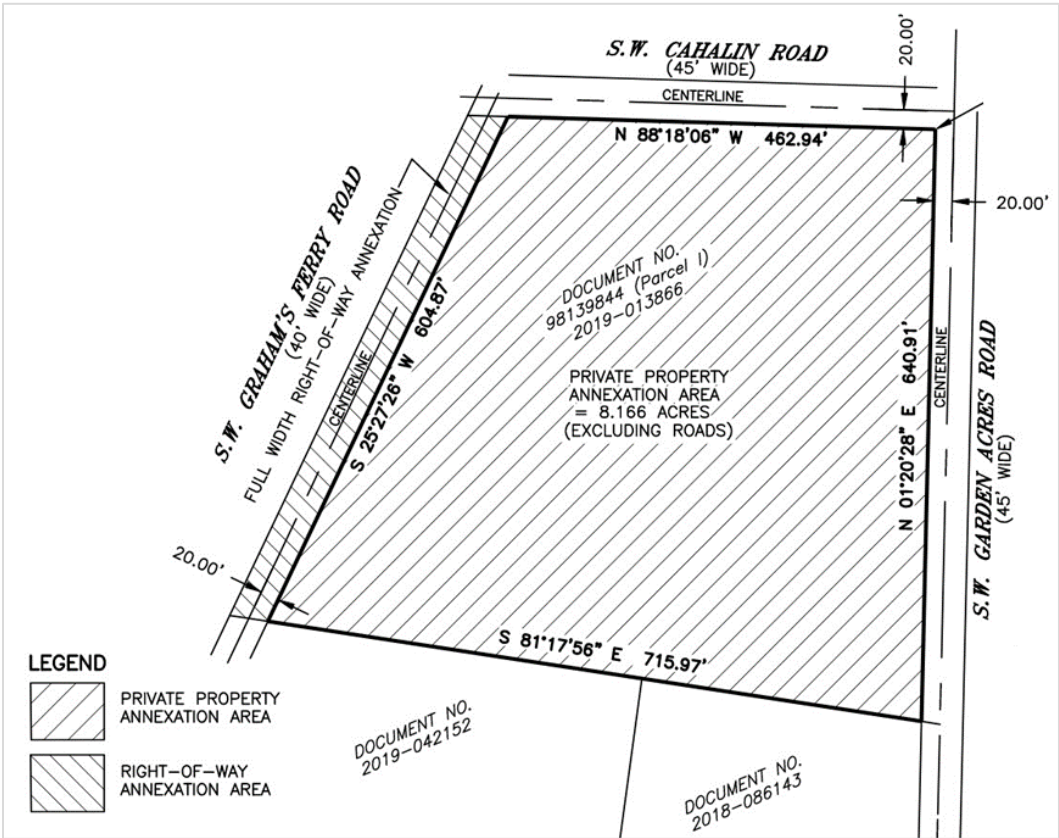 S.W. CAHALIN ROAD
(45' WIDE)
CENTERLINE
20.00'
N 88°18'06" W 462.94'
20.00'
S.W. GRAHAM'S FERRY ROAD
(40' WIDE)
FULL WIDTH RIGHT-OF-WAY ANNEXATION
CENTERLINE
S 25°27'26" W 604.87'
20.00'
DOCUMENT NO.
98139844 (Parcel I)
2019-013866
PRIVATE PROPERTY
ANNEXATION AREA
= 8.166 ACRES
(EXCLUDING ROADS)
N 01°20'28" E 640.91'
CENTERLINE
S.W. GARDEN ACRES ROAD
(45' WIDE)
S 81°17'56" E 715.97'
LEGEND
PRIVATE PROPERTY
ANNEXATION AREA
RIGHT-OF-WAY
ANNEXATION AREA
DOCUMENT NO.
2019-042152
DOCUMENT NO.
2018-086143